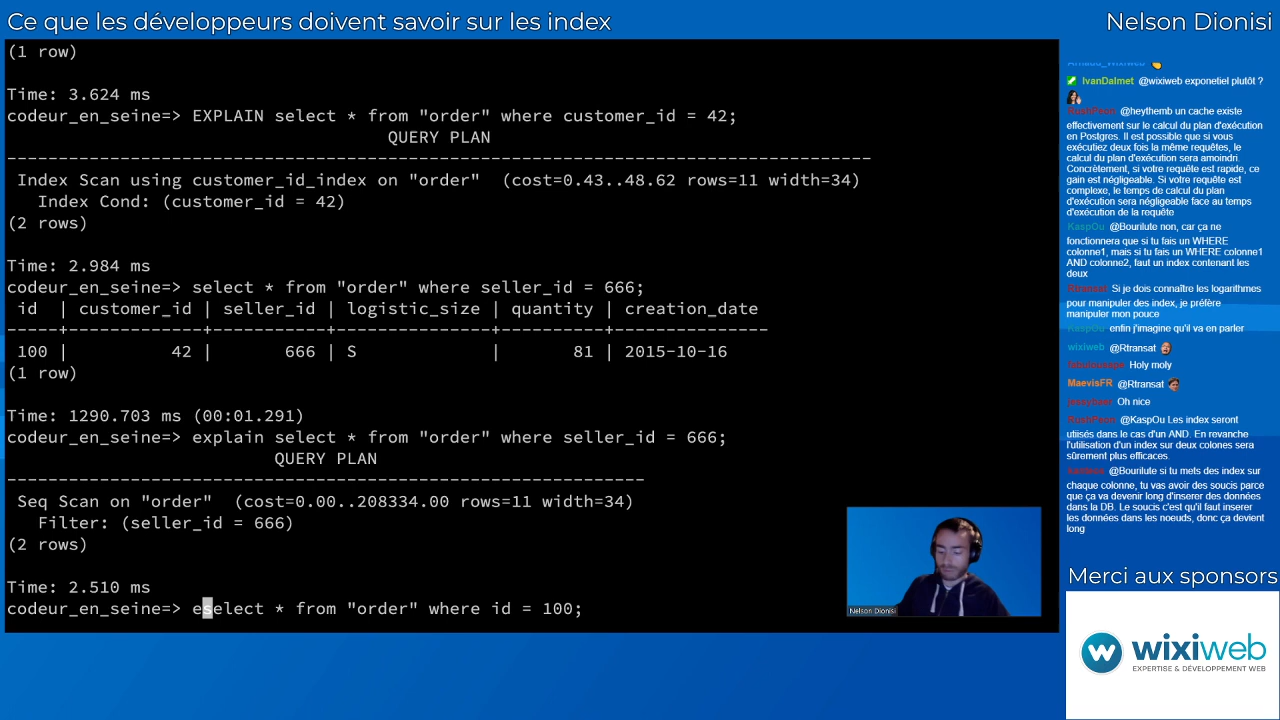 Ce que les développeurs doivent savoir sur les index
Nelson Dionisi
(1 row)
Time: 3.624 ms
codeur_en_seine=> EXPLAIN select * from "order" where customer_id = 42;
QUERY PLAN
-------------------------------------------------------------------------------------
Index Scan using customer_id_index on "order"  (cost=0.43..48.62 rows=11 width=34)
Index Cond: (customer_id = 42)
(2 rows)
Time: 2.984 ms
codeur_en_seine=> select * from "order" where seller_id = 666;
id  | customer_id | seller_id | logistic_size | quantity | creation_date
-----+-------------+-----------+---------------+----------+---------------
100 |          42 |       666 | S             |       81 | 2015-10-16
(1 row)
Time: 1290.703 ms (00:01.291)
codeur_en_seine=> explain select * from "order" where seller_id = 666;
QUERY PLAN
---------------------------------------------------------------
Seq Scan on "order"  (cost=0.00..208334.00 rows=11 width=34)
Filter: (seller_id = 666)
(2 rows)
Time: 2.510 ms
codeur_en_seine=> eselect * from "order" where id = 100;
Nelson Dionisi
IvanDalmet @wixiweb exponetiel plutôt ?
@heythemb un cache existe
effectivement sur le calcul du plan d'exécution
en Postgres. Il est possible que si vous
exécutiez deux fois la même requêtes, le
calcul du plan d'exécution sera amoindri.
Concrètement, si votre requête est rapide, ce
gain est négligeable. Si votre requête est
complexe, le temps de calcul du plan
d'exécution sera négligeable face au temps
d'exécution de la requête
KaspOu @Bourilute non, car ça ne
fonctionnera que si tu fais un WHERE
colonne1, mais si tu fais un WHERE colonne1
AND colonne2, faut un index contenant les
deux
Rtransat Si je dois connaître les logarithmes
pour manipuler des index, je préfère
manipuler mon pouce
KaspOu enfin j'imagine qu'il va en parler
wixiweb @Rtransat
Holy moly
MaevisFR @Rtransat
Oh nice
@KaspOu Les index seront
utiisés dans le cas d'un AND. En revanche
l'utilisation d'un index sur deux colones sera
sûrement plus efficaces.
@Bourilute si tu mets des index sur
chaque colonne, tu vas avoir des soucis parce
que ça va devenir long d'inserer des données
dans la DB. Le soucis c'est qu'il faut inserer
les données dans les noeuds, donc ça devient
long
Merci aux sponsors
w wixiweb
EXPERTISE & DÉVELOPPEMENT WEB